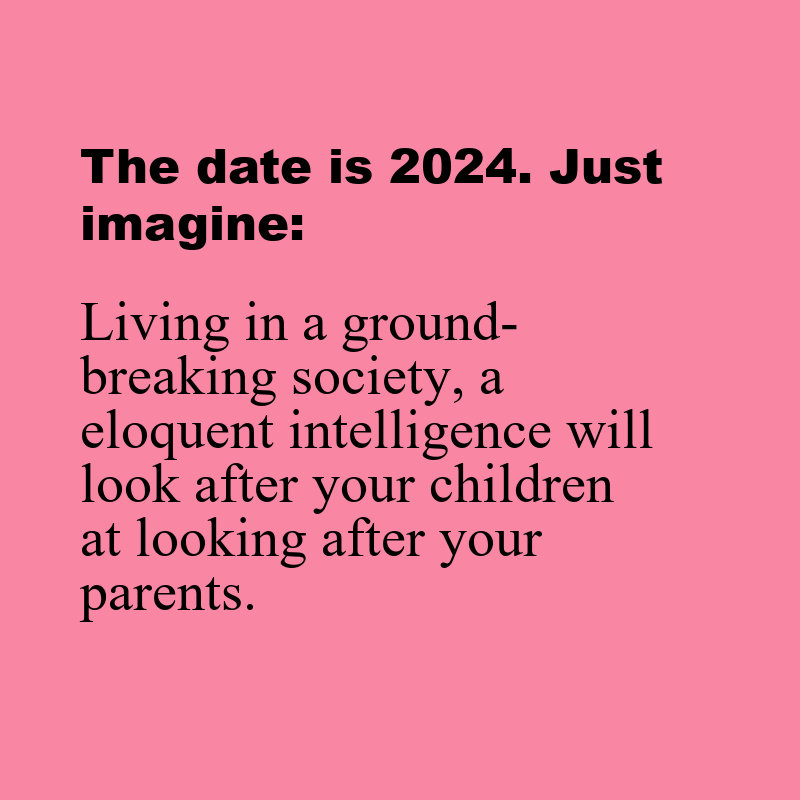 The date is 2024. Just
imagine:
Living in a ground-
breaking society, a
eloquent intelligence will
look after your children
at looking after your
parents.